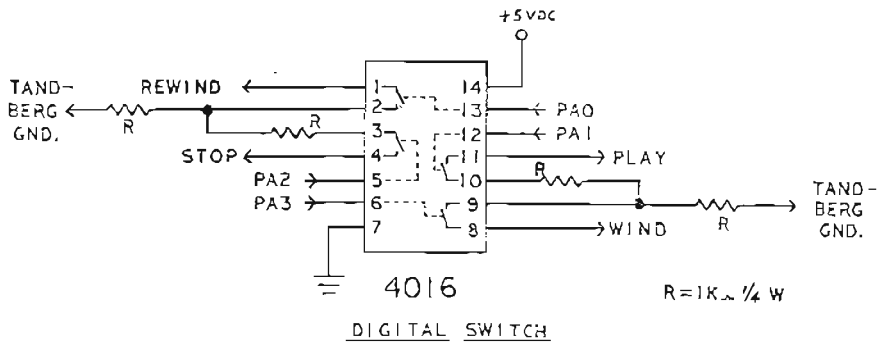 +5VDC
TAND-
BERG
GND.
R
REWIND
R
STOP
PA2
PA3
1
2
3
4
5
6
7
14
13
12
11
10
9
8
PA0
PA1
PLAY
R
WIND
R
TAND-
BERG
GND.
4016
R=1K~ 1/4 W
DIGITAL SWITCH